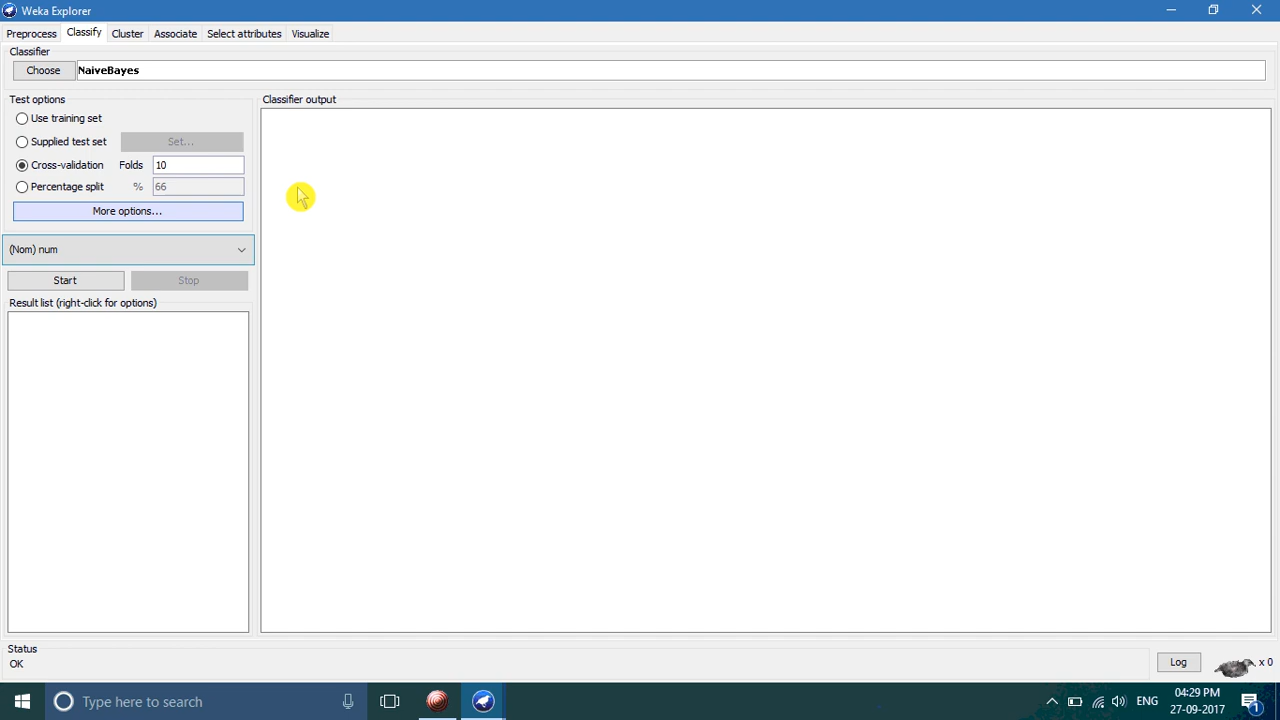 Weka Explorer
Preprocess Classify Cluster Associate Select attributes Visualize
Classifier
Choose NaiveBayes
Test options
Use training set
Supplied test set Set...
Cross-validation Folds 10
Percentage split % 66
More options...
(Nom) num
Start Stop
Result list (right-click for options)
Classifier output
Status
OK
Log x 0
Type here to search
ENG
04:29 PM
27-09-2017
1